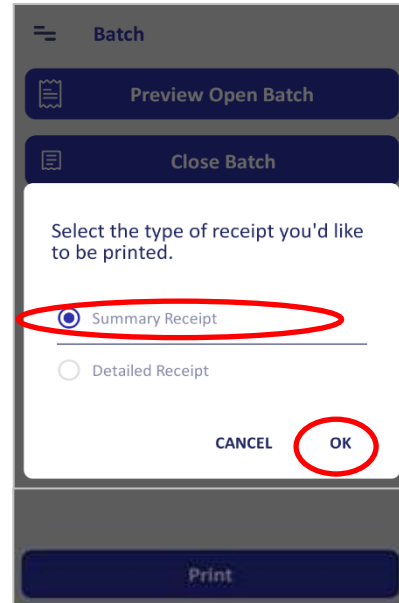 Batch
Preview Open Batch
Close Batch
Select the type of receipt you'd like
to be printed.
Summary Receipt
Detailed Receipt
CANCEL OK
Print